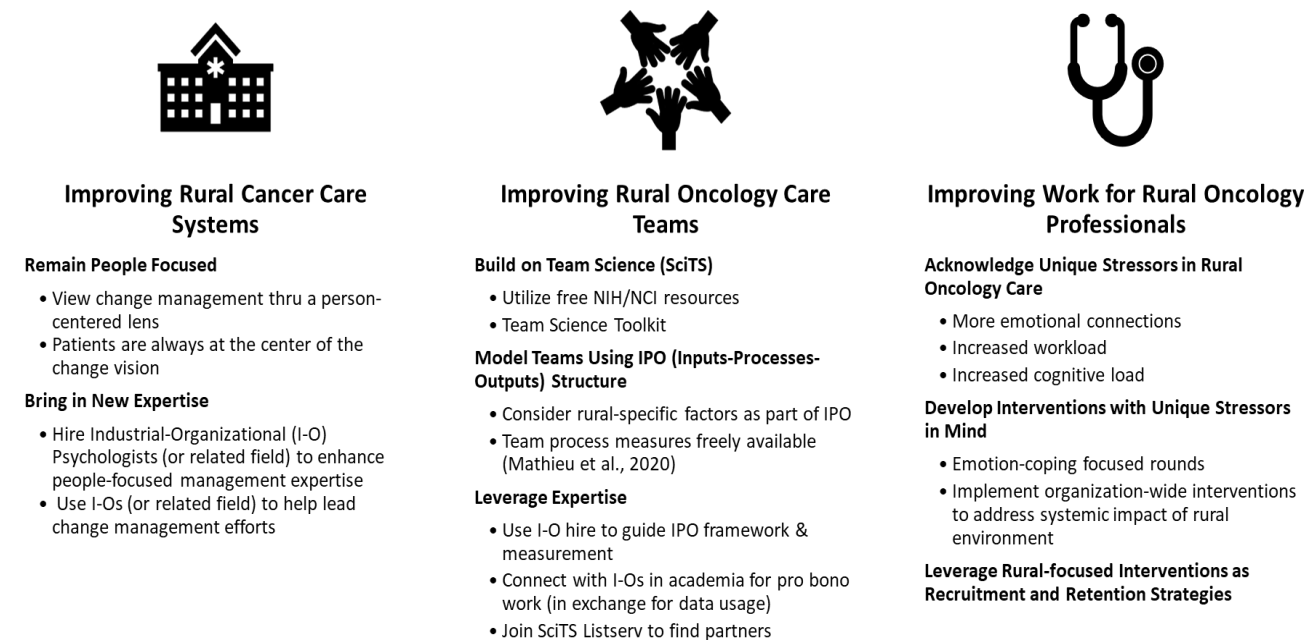 Improving Rural Cancer Care
Systems
Remain People Focused
• View change management thru a person-
centered lens
• Patients are always at the center of the
change vision
Bring in New Expertise
• Hire Industrial-Organizational (I-O)
Psychologists (or related field) to enhance
people-focused management expertise
• Use I-Os (or related field) to help lead
change management efforts
Improving Rural Oncology Care
Teams
Build on Team Science (SciTS)
• Utilize free NIH/NCI resources
• Team Science Toolkit
Model Teams Using IPO (Inputs-Processes-
Outputs) Structure
• Consider rural-specific factors as part of IPO
• Team process measures freely available
(Mathieu et al., 2020)
Leverage Expertise
• Use I-O hire to guide IPO framework &
measurement
• Connect with I-Os in academia for pro bono
work (in exchange for data usage)
• Join SciTS Listserv to find partners
Improving Work for Rural Oncology
Professionals
Acknowledge Unique Stressors in Rural
Oncology Care
• More emotional connections
• Increased workload
• Increased cognitive load
Develop Interventions with Unique Stressors
in Mind
• Emotion-coping focused rounds
• Implement organization-wide interventions
to address systemic impact of rural
environment
Leverage Rural-focused Interventions as
Recruitment and Retention Strategies